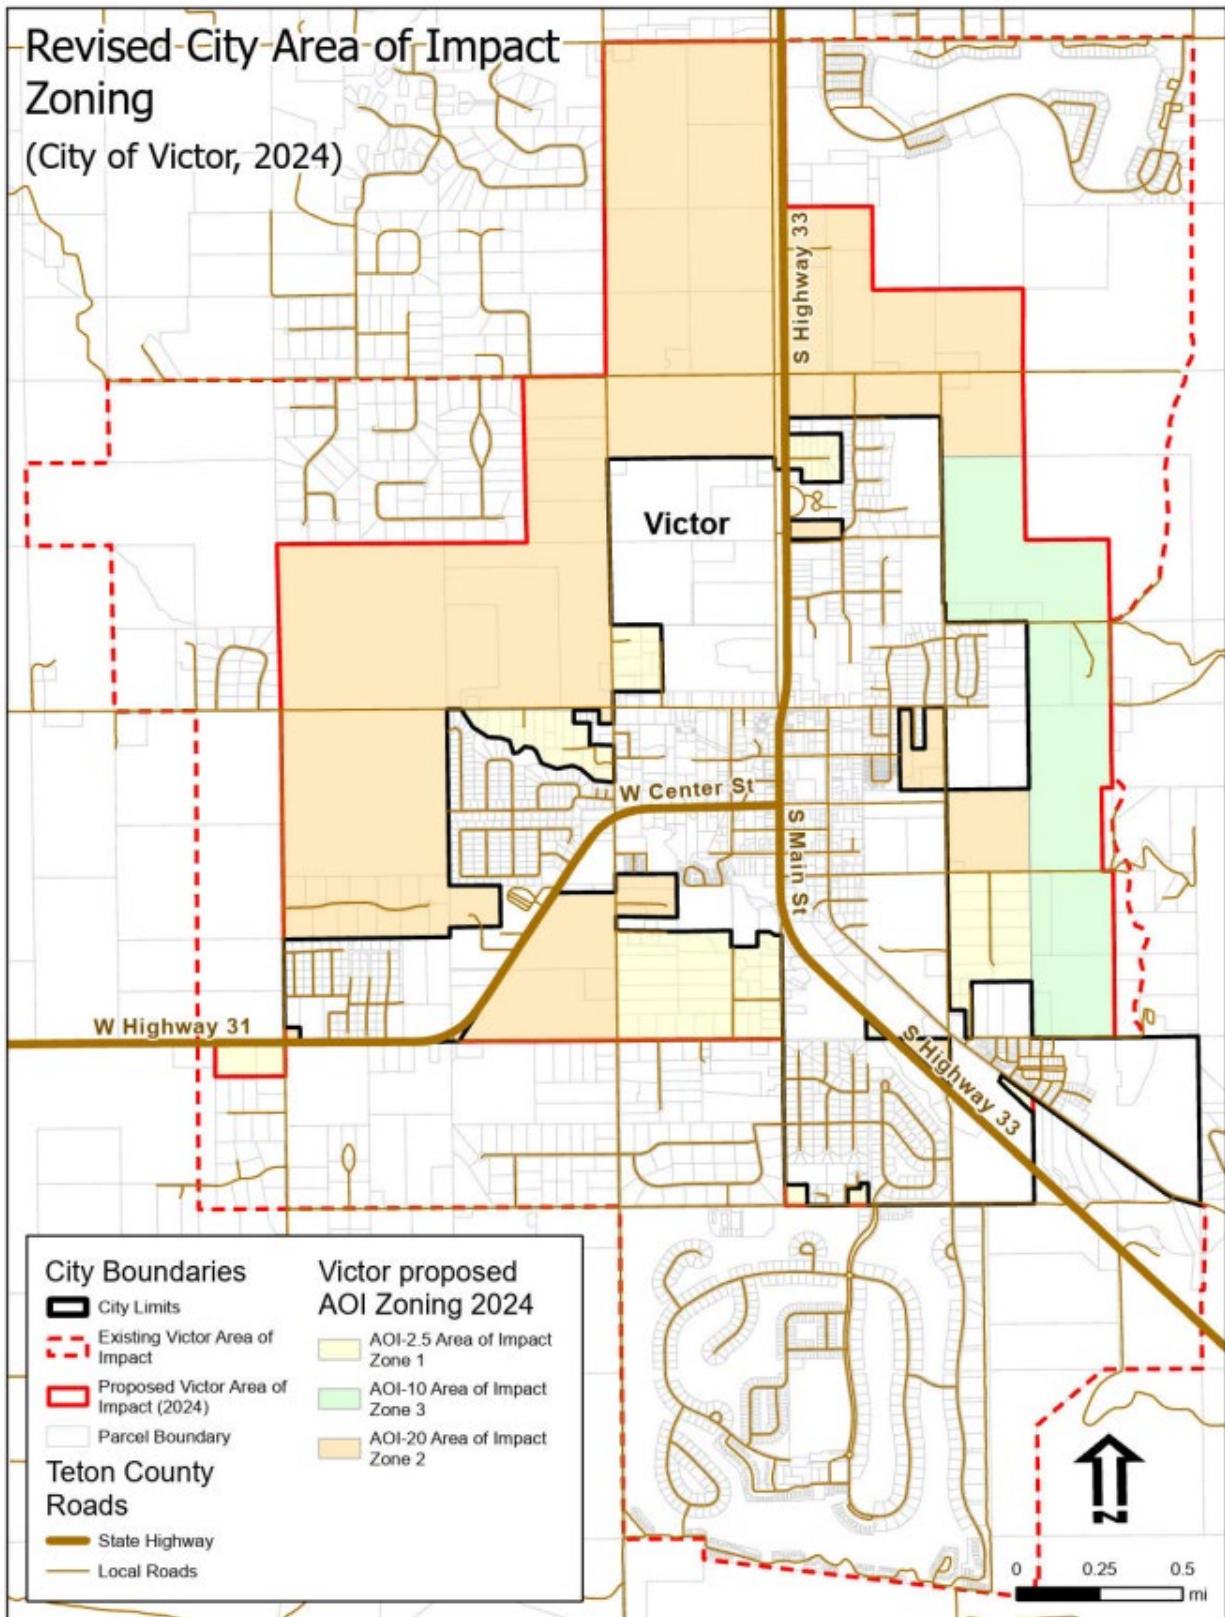 Revised City Area of Impact
Zoning
(City of Victor, 2024)
S Highway 33
Victor
W Center St
S Main St
W Highway 31
S Highway 33
City Boundaries
City Limits
Existing Victor Area of
Impact
Proposed Victor Area of
Impact (2024)
Parcel Boundary
Teton County
Roads
State Highway
Local Roads
Victor proposed
AOI Zoning 2024
AOI-2.5 Area of Impact
Zone 1
AOI-10 Area of Impact
Zone 3
AOI-20 Area of Impact
Zone 2
N
0 0.25 0.5
mi